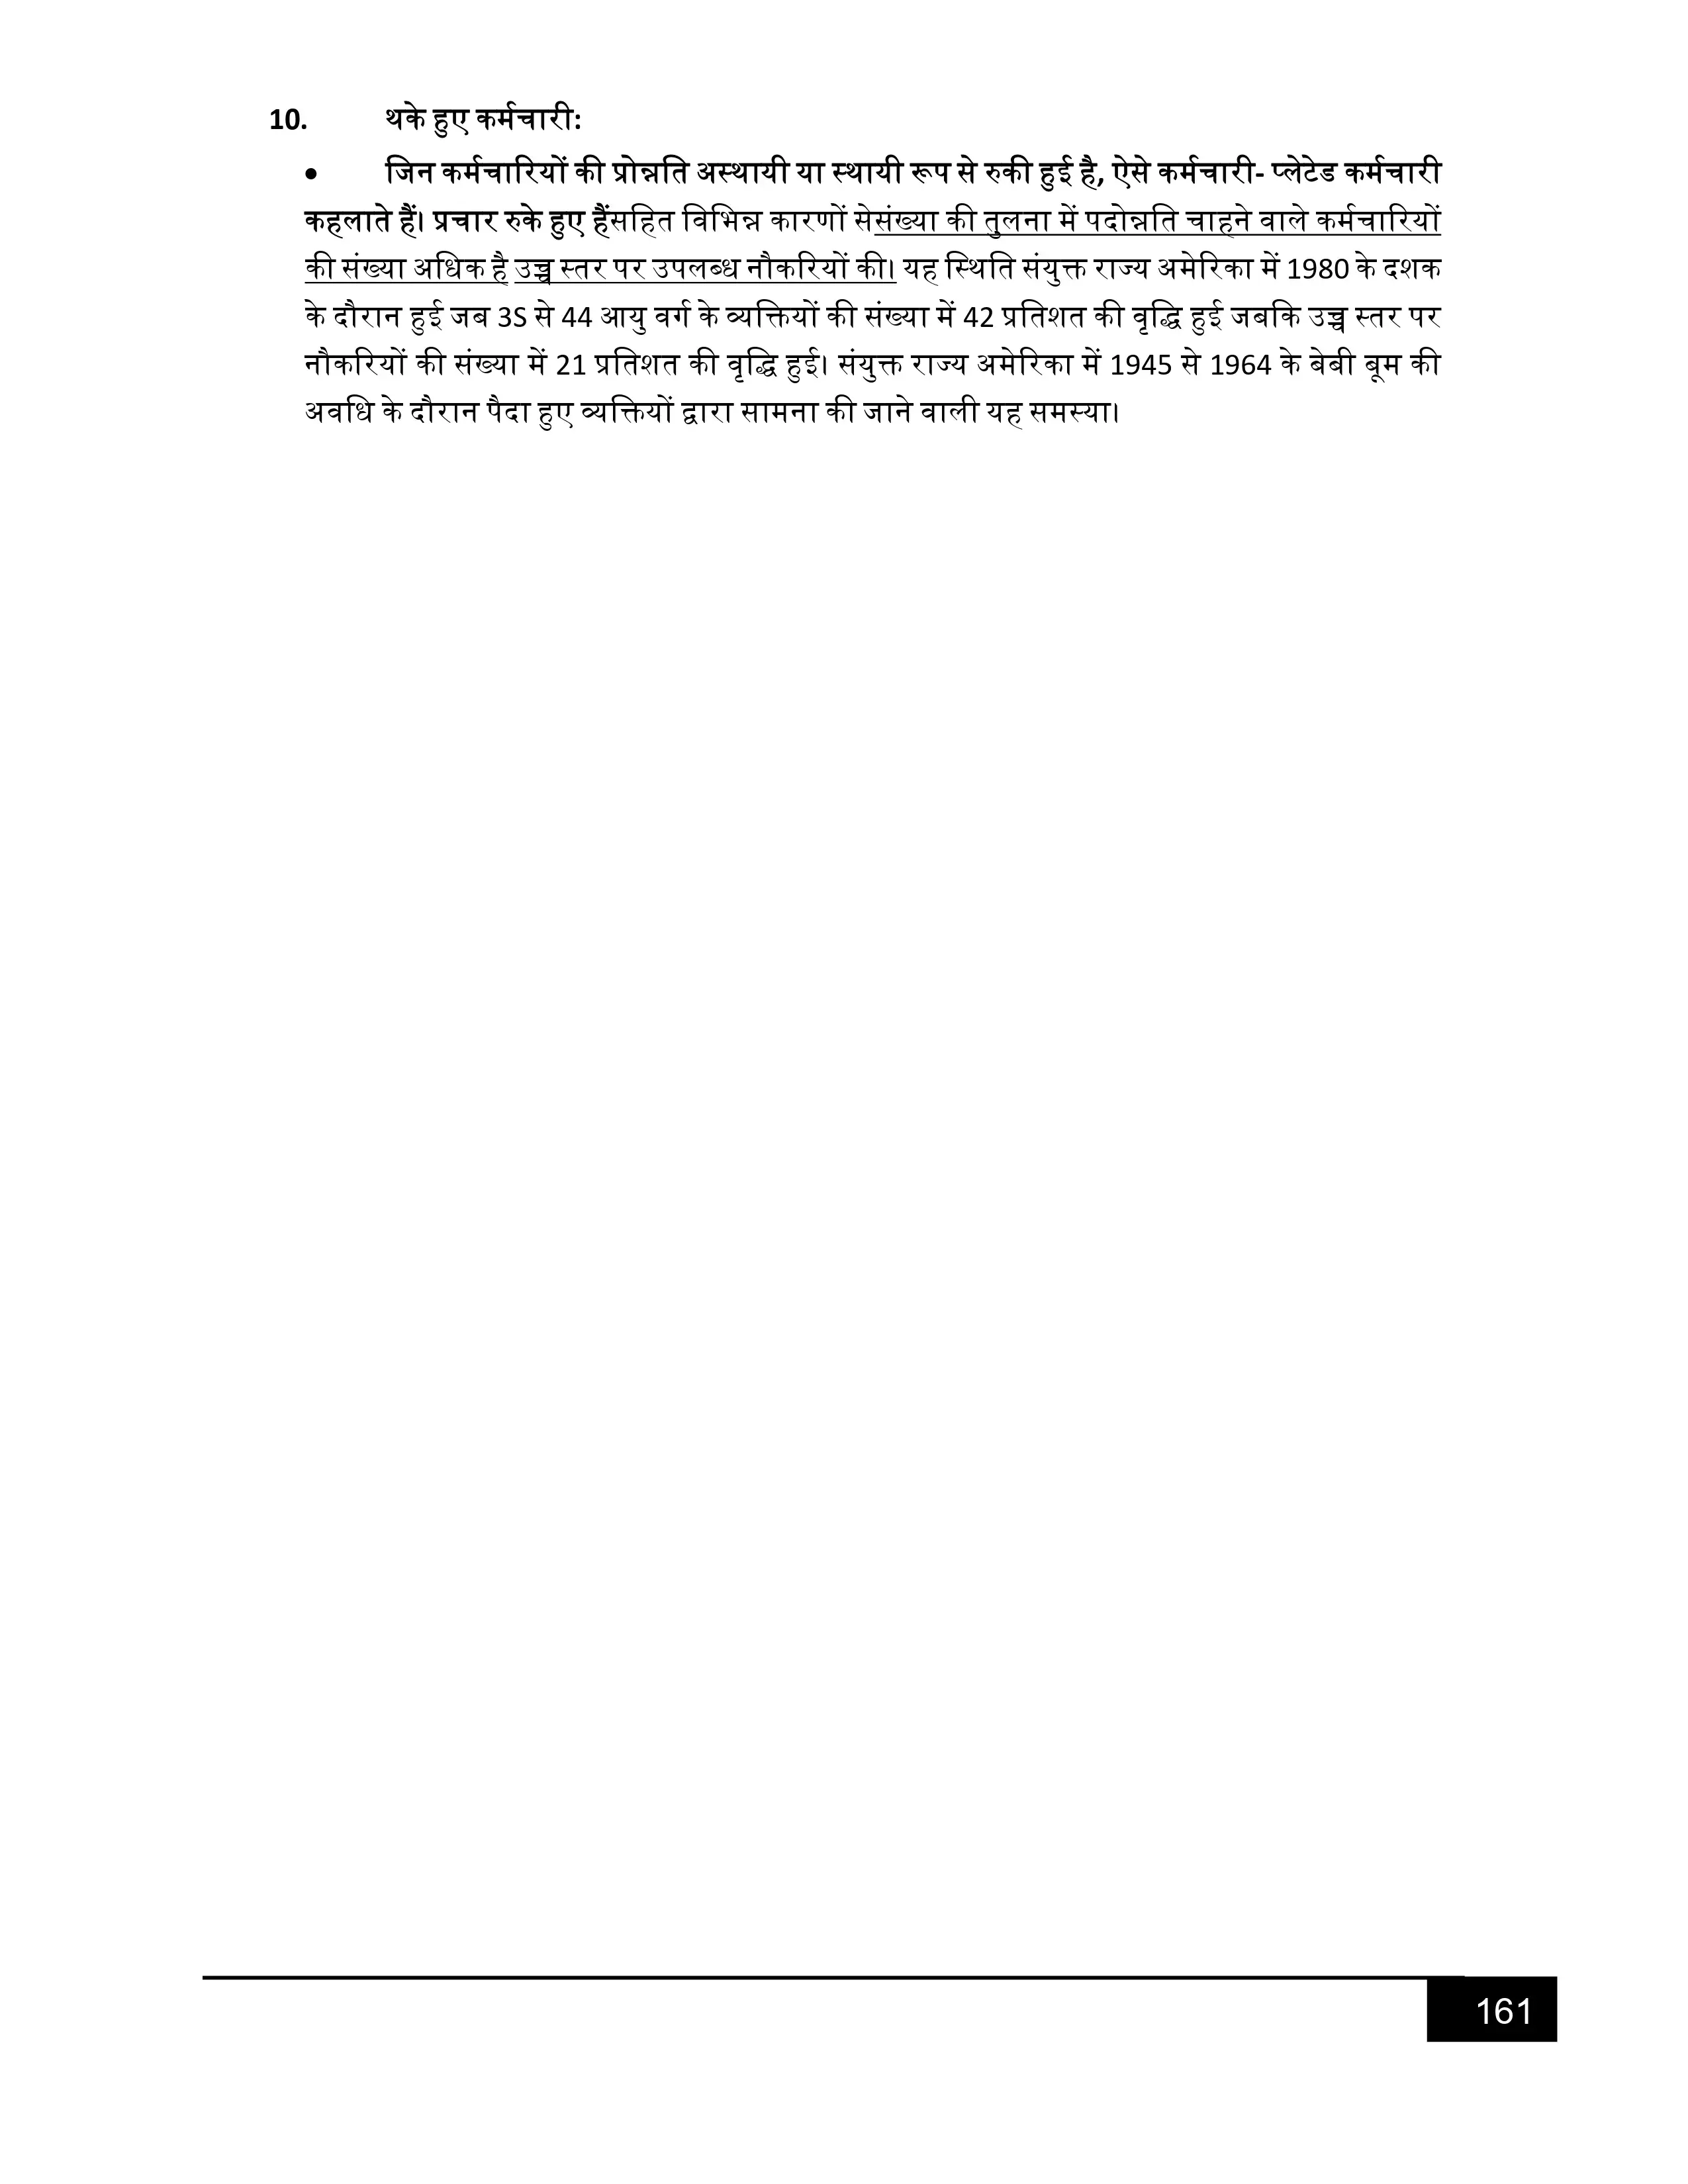 10. थके हुए कर्मचारी:
• जिन कर्मचारियों की प्रोन्नति अस्थायी या स्थायी रूप से रुकी हुई है, ऐसे कर्मचारी- प्लेटेड कर्मचारी
कहलाते हैं। प्रचार रुके हुए हैंसहित विभिन्न कारणों सेसंख्या की तुलना में पदोन्नति चाहने वाले कर्मचारियों
की संख्या अधिक है उच्च स्तर पर उपलब्ध नौकरियों की। यह स्थिति संयुक्त राज्य अमेरिका में 1980 के दशक
के दौरान हुई जब 3S से 44 आयु वर्ग के व्यक्तियों की संख्या में 42 प्रतिशत की वृद्धि हुई जबकि उच्च स्तर पर
नौकरियों की संख्या में 21 प्रतिशत की वृद्धि हुई। संयुक्त राज्य अमेरिका में 1945 से 1964 के बेबी बूम की
अवधि के दौरान पैदा हुए व्यक्तियों द्वारा सामना की जाने वाली यह समस्या।
161